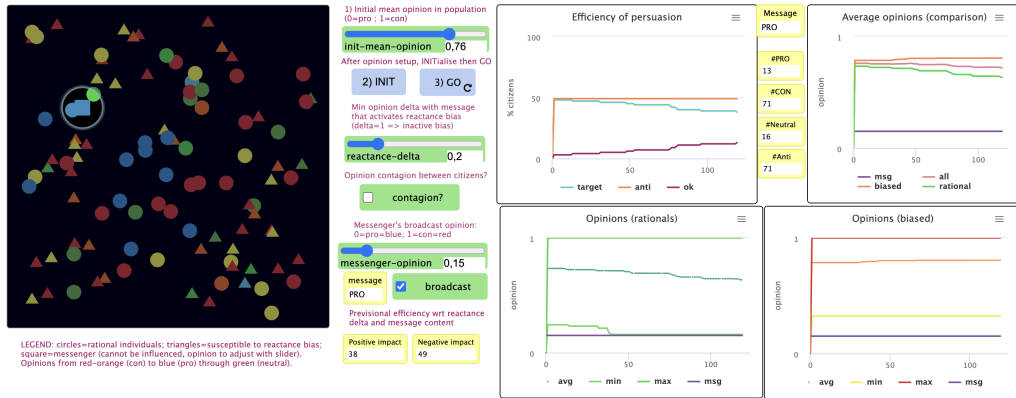 1) Initial mean opinion in population
(0=pro ; 1=con)
init-mean-opinion 0,76
After opinion setup, INITialise then GO
2) INIT
3) GO
Min opinion delta with message
that activates reactance bias
(delta=1 => inactive bias)
reactance-delta 0,2
Opinion contagion between citizens?
contagion?
Messenger's broadcast opinion:
0=pro=blue; 1=con=red
messenger-opinion 0,15
message
PRO
broadcast
Previsional efficiency wrt reactance
delta and message content
Positive impact
38
Negative impact
49
LEGEND: circles=rational individuals; triangles=susceptible to reactance bias;
square=messenger (cannot be influenced, opinion to adjust with slider).
Opinions from red-orange (con) to blue (pro) through green (neutral).
Efficiency of persuasion
% citizens
100
50
0
0
50
100
target
anti
ok
Message
PRO
#PRO
13
#CON
71
#Neutral
16
#Anti
71
Average opinions (comparison)
opinion
1
0
0
50
100
msg
all
biased
rational
Opinions (rationals)
opinion
1
0
0
50
100
avg
min
max
msg
Opinions (biased)
opinion
1
0
0
50
100
avg
min
max
msg